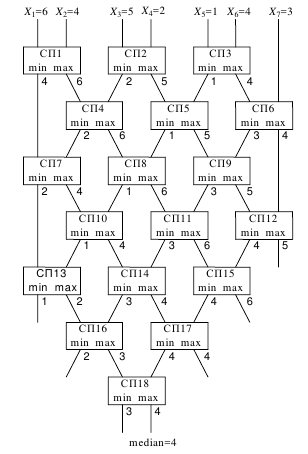 X1=6 X2=4 X3=5 X4=2 X5=1 X6=4 X7=3
СП1 СП2 СП3
min max min max min max
4 6 2 5 1 4
СП4 СП5 СП6
min max min max min max
2 6 1 5 3 4
СП7 СП8 СП9
min max min max min max
2 4 1 6 3 5
СП10 СП11 СП12
min max min max min max
1 4 3 6 4 5
СП13 СП14 СП15
min max min max min max
1 2 3 4 4 6
СП16 СП17
min max min max
2 3 4 4
СП18
min max
3 4
median=4